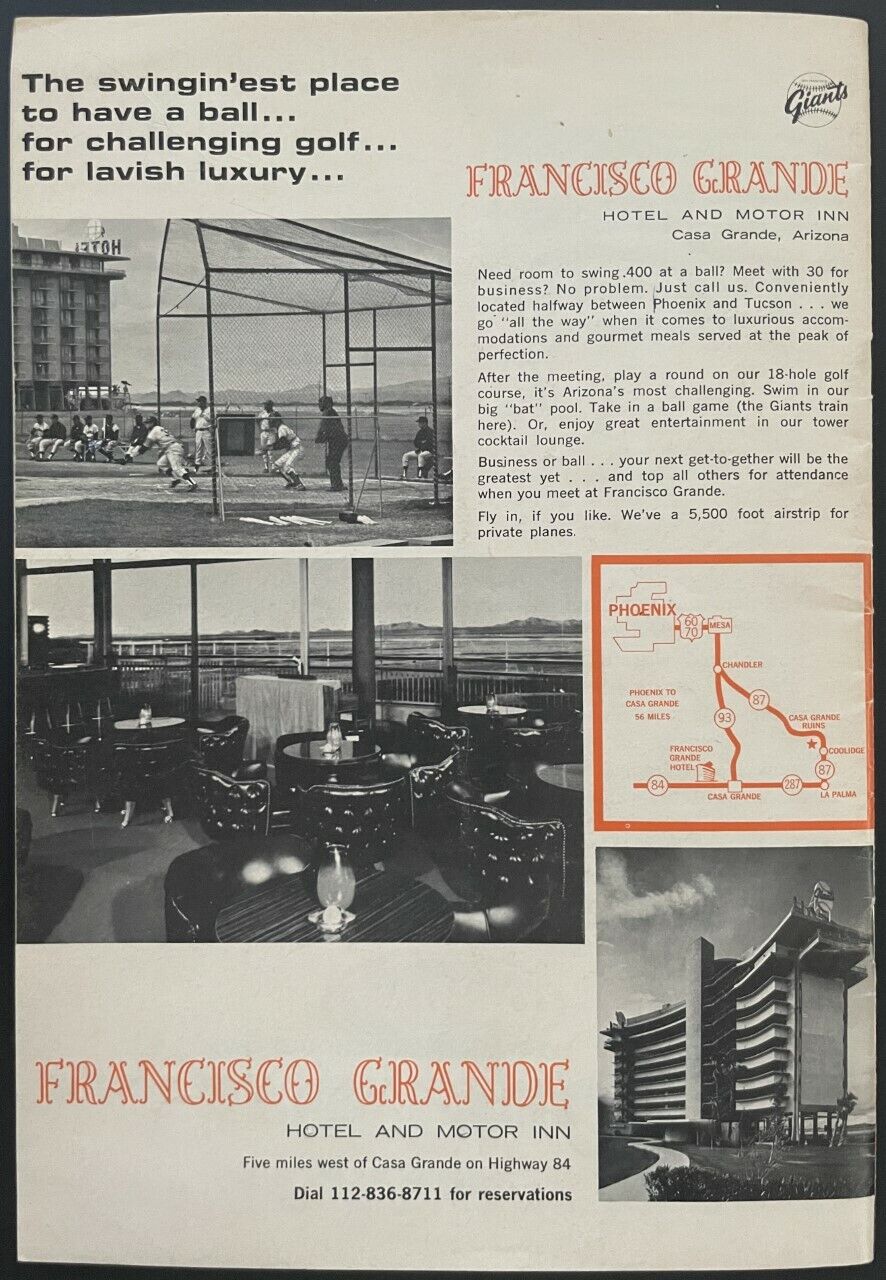 The swingin'est place
to have a ball...
for challenging golf...
for lavish luxury...
Giants
FRANCISCO GRANDE
HOTEL AND MOTOR INN
Casa Grande, Arizona
Need room to swing .400 at a ball? Meet with 30 for
business? No problem. Just call us. Conveniently
located halfway between Phoenix and Tucson . . . we
go "all the way" when it comes to luxurious accom-
modations and gourmet meals served at the peak of
perfection.
After the meeting, play a round on our 18-hole golf
course, it's Arizona's most challenging. Swim in our
big "bat" pool. Take in a ball game (the Giants train
here). Or, enjoy great entertainment in our tower
cocktail lounge.
Business or ball . . . your next get-to-gether will be the
greatest yet . . . and top all others for attendance
when you meet at Francisco Grande.
Fly in, if you like. We've a 5,500 foot airstrip for
private planes.
HOTEL
PHOENIX
60
70
MESA
CHANDLER
87
PHOENIX TO
CASA GRANDE
56 MILES
93
CASA GRANDE
RUINS
COOLIDGE
FRANCISCO
GRANDE
HOTEL
87
84
287
CASA GRANDE
LA PALMA
FRANCISCO GRANDE
HOTEL AND MOTOR INN
Five miles west of Casa Grande on Highway 84
Dial 112-836-8711 for reservations